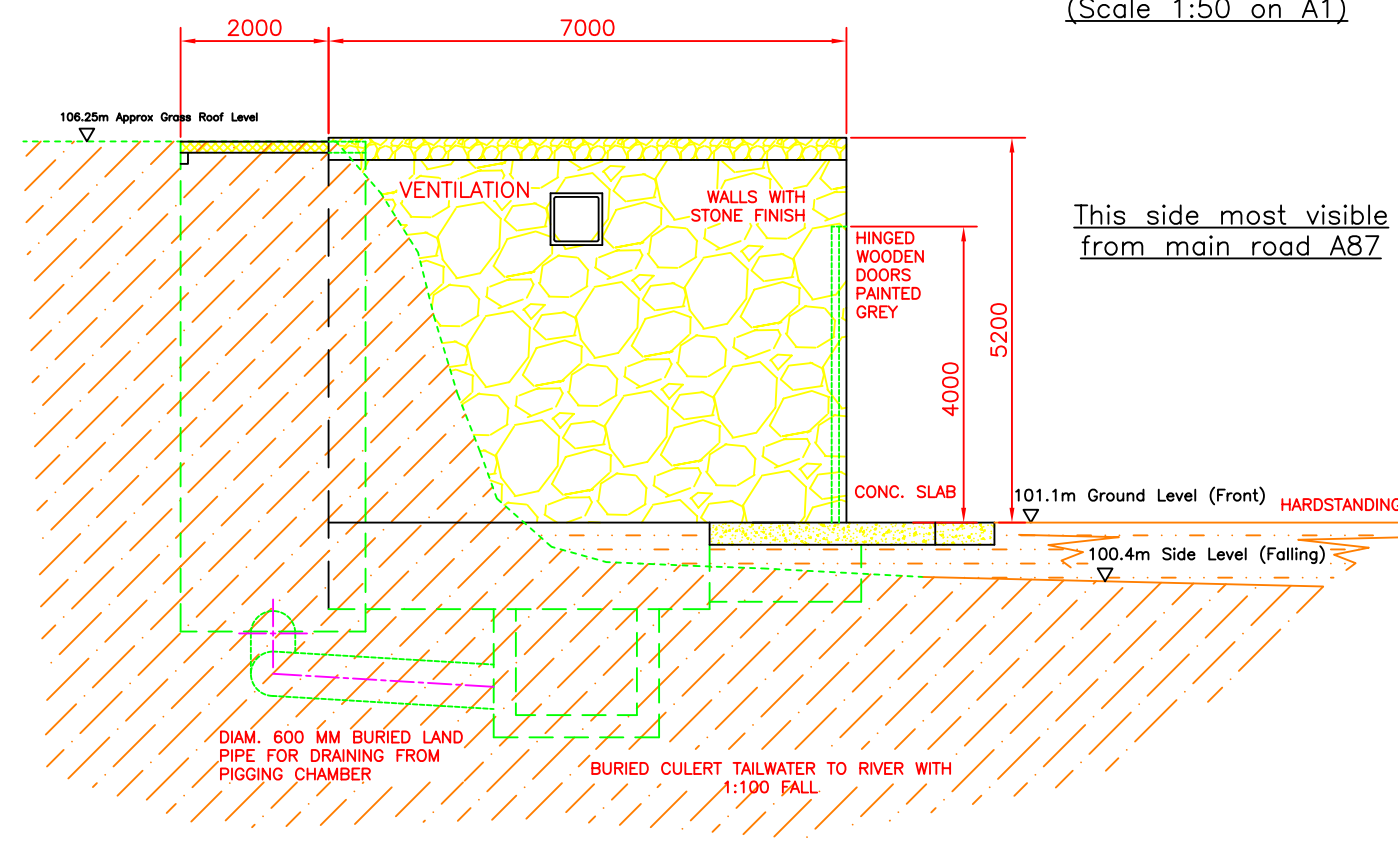 (Scale 1:50 on A1)
2000
7000
106.25m Approx Grass Roof Level
VENTILATION
WALLS WITH
STONE FINISH
This side most visible
from main road A87
HINGED
WOODEN
DOORS
PAINTED
GREY
5200
4000
CONC. SLAB
101.1m Ground Level (Front)
HARDSTANDING
100.4m Side Level (Falling)
DIAM. 600 MM BURIED LAND
PIPE FOR DRAINING FROM
PIGGING CHAMBER
BURIED CULERT TAILWATER TO RIVER WITH
1:100 FALL